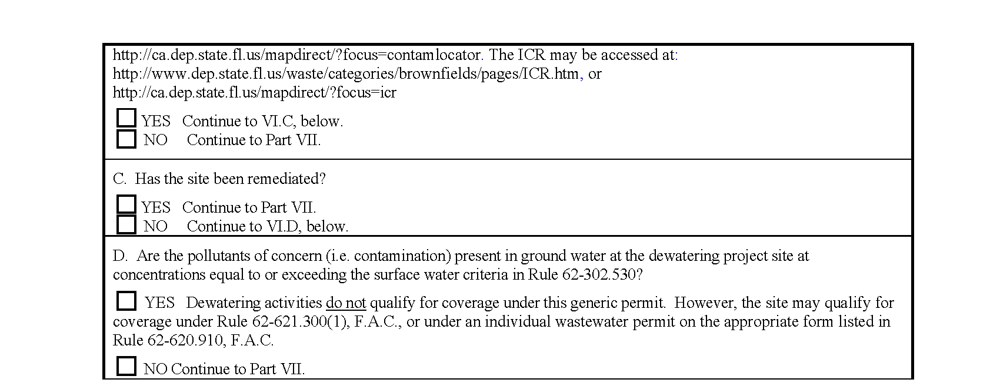 http://ca.dep.state.fl.us/mapdirect/?focus=contamlocator. The ICR may be accessed at:
http://www.dep.state.fl.us/waste/categories/brownfields/pages/ICR.htm, or
http://ca.dep.state.fl.us/mapdirect/?focus=icr
YES Continue to VI.C, below.
NO Continue to Part VII.
C. Has the site been remediated?
YES Continue to Part VII.
NO Continue to VI.D, below.
D. Are the pollutants of concern (i.e. contamination) present in ground water at the dewatering project site at
concentrations equal to or exceeding the surface water criteria in Rule 62-302.530?
YES Dewatering activities do not qualify for coverage under this generic permit. However, the site may qualify for
coverage under Rule 62-621.300(1), F.A.C., or under an individual wastewater permit on the appropriate form listed in
Rule 62-620.910, F.A.C.
NO Continue to Part VII.